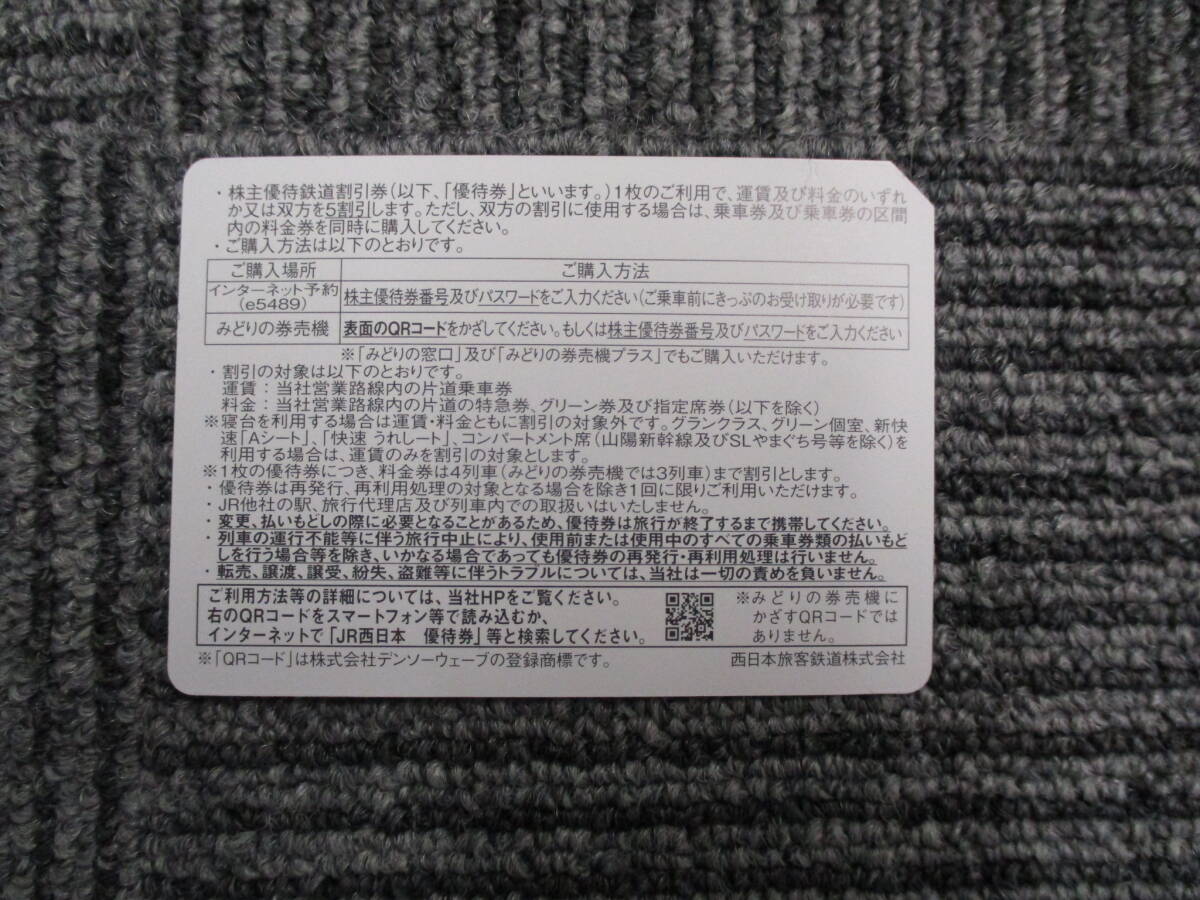 ・株主優待鉄道割引券(以下、「優待券」といいます。)1枚のご利用で、運賃及び料金のいずれ
か又は双方を5割引します。ただし、双方の割引に使用する場合は、乗車券及び乗車券の区間
内の料金券を同時に購入してください。
・ご購入方法は以下のとおりです。
ご購入場所 ご購入方法
インターネット予約
(e5489)
株主優待券番号及びパスワードをご入力ください(ご乗車前にきっぷのお受け取りが必要です)
みどりの券売機 表面のQRコードをかざしてください。もしくは株主優待券番号及びパスワードをご入力ください
※「みどりの窓口」及び「みどりの券売機プラス」でもご購入いただけます。
・割引の対象は以下のとおりです。
運賃：当社営業路線内の片道乗車券
料金：当社営業路線内の片道の特急券、グリーン券及び指定席券(以下を除く)
※寝台を利用する場合は運賃・料金ともに割引の対象外です。グランクラス、グリーン個室、新快
速「Aシート」、「快速 うれしート」、コンパートメント席(山陽新幹線及びSLやまぐち号等を除く)を
利用する場合は、運賃のみを割引の対象とします。
※1枚の優待券につき、料金券は4列車(みどりの券売機では3列車)まで割引とします。
・優待券は再発行、再利用処理の対象となる場合を除き1回に限りご利用いただけます。
・JR他社の駅、旅行代理店及び列車内での取扱いはいたしません。
・変更、払いもどしの際に必要となることがあるため、優待券は旅行が終了するまで携帯してください。
・列車の運行不能等に伴う旅行中止により、使用前または使用中のすべての乗車券類の払いもど
しを行う場合等を除き、いかなる場合であっても優待券の再発行・再利用処理は行いません。
・転売、譲渡、譲受、紛失、盗難等に伴うトラブルについては、当社は一切の責めを負いません。
ご利用方法等の詳細については、当社HPをご覧ください。
右のQRコードをスマートフォン等で読み込むか、
インターネットで「JR西日本 優待券」等と検索してください。
※みどりの券売機に
かざすQRコードでは
ありません。
※「QRコード」は株式会社デンソーウェーブの登録商標です。
西日本旅客鉄道株式会社